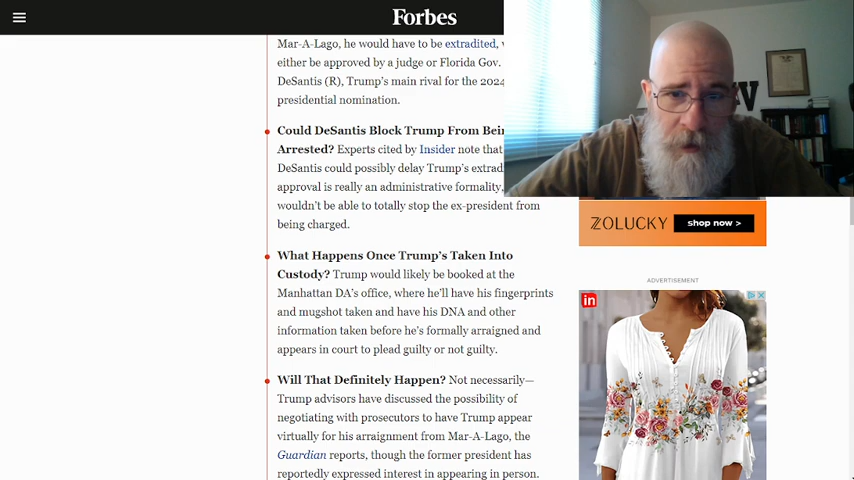 Forbes
Mar-A-Lago, he would have to be extradited,
either be approved by a judge or Florida Gov.
DeSantis (R), Trump's main rival for the 2024
presidential nomination.
Could DeSantis Block Trump From
Arrested? Experts cited by Insider note that
DeSantis could possibly delay Trump's
approval is really an administrative formality,
wouldn't be able to totally stop the ex-president from
being charged.
What Happens Once Trump's Taken Into
Custody? Trump would likely be booked at the
Manhattan DA's office, where he'll have his fingerprints
and mugshot taken and have his DNA and other
information taken before he's formally arraigned and
appears in court to plead guilty or not guilty.
Will That Definitely Happen? Not necessarily—
Trump advisors have discussed the possibility of
negotiating with prosecutors to have Trump appear
virtually for his arraignment from Mar-A-Lago, the
Guardian reports, though the former president has
reportedly expressed interest in appearing in person.
V
ZOLUCKY shop now >
ADVERTISEMENT
in